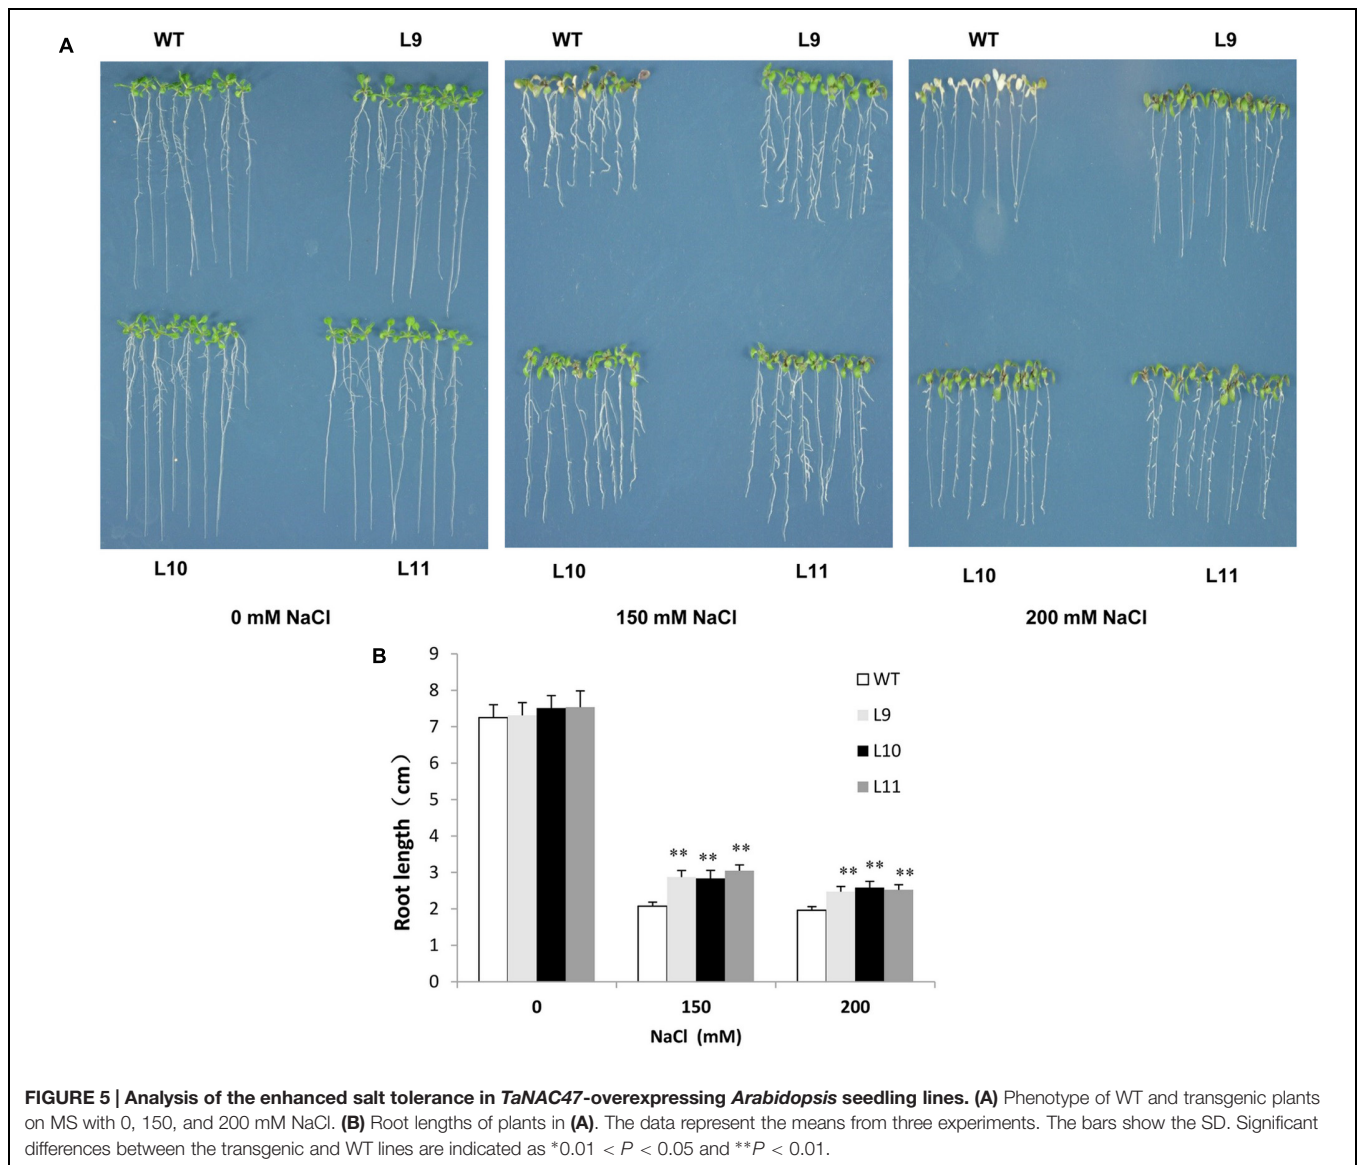 A
WT L9 WT L9 WT L9
L10 L11 L10 L11 L10 L11
0 mM NaCl 150 mM NaCl 200 mM NaCl
B
9
8
7
6
5
4
3
2
1
0
Root length (cm)
WT
L9
L10
L11
** ** **
** ** **
0 150 200
NaCl (mM)
FIGURE 5 | Analysis of the enhanced salt tolerance in TaNAC47-overexpressing Arabidopsis seedling lines. (A) Phenotype of WT and transgenic plants
on MS with 0, 150, and 200 mM NaCl. (B) Root lengths of plants in (A). The data represent the means from three experiments. The bars show the SD. Significant
differences between the transgenic and WT lines are indicated as *0.01 < P < 0.05 and **P < 0.01.